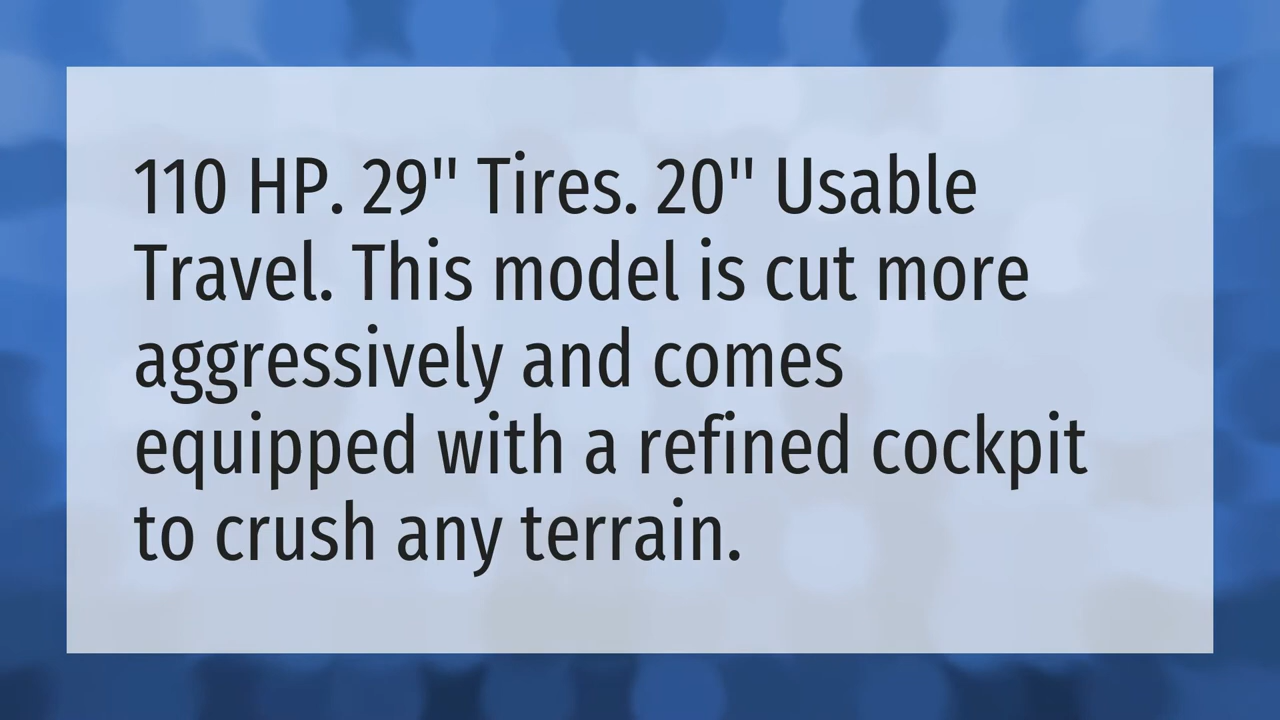 110 HP. 29" Tires. 20" Usable
Travel. This model is cut more
aggressively and comes
equipped with a refined cockpit
to crush any terrain.